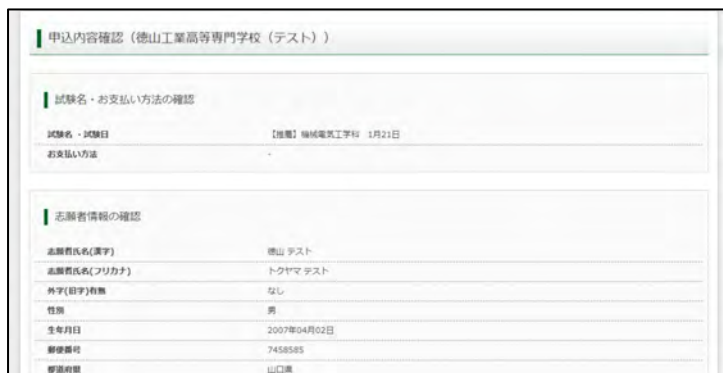 申込内容確認（徳山工業高等専門学校（テスト））
試験名・お支払い方法の確認
試験名 ・試験日 【推薦】機械電気工学科 1月21日
お支払い方法 -
志願者情報の確認
志願者氏名(漢字) 徳山 テスト
志願者氏名(フリカナ) トクヤマ テスト
外字(旧字)有無 なし
性別 男
生年月日 2007年04月02日
郵便番号 7458585
都道府県 山口県